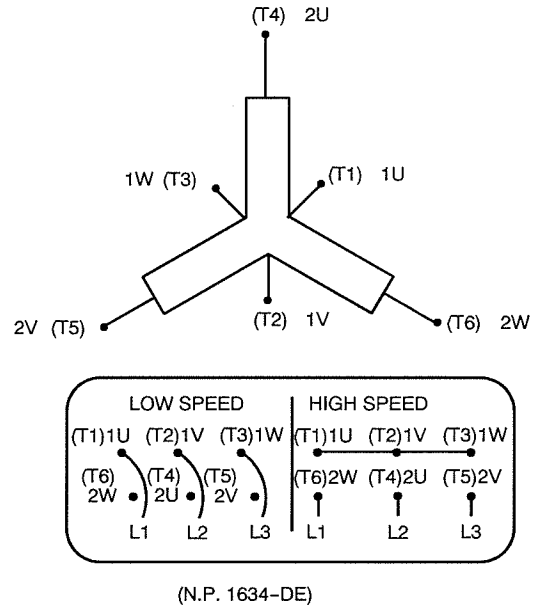 (T4) 2U
1W (T3)
(T1) 1U
2V (T5)
(T2) 1V
(T6) 2W
LOW SPEED
HIGH SPEED
(T1)1U (T2)1V (T3)1W
(T1)1U (T2)1V (T3)1W
(T6) (T4) (T5)
2W 2U 2V
(T6)2W (T4)2U (T5)2V
L1 L2 L3
L1 L2 L3
(N.P. 1634-DE)